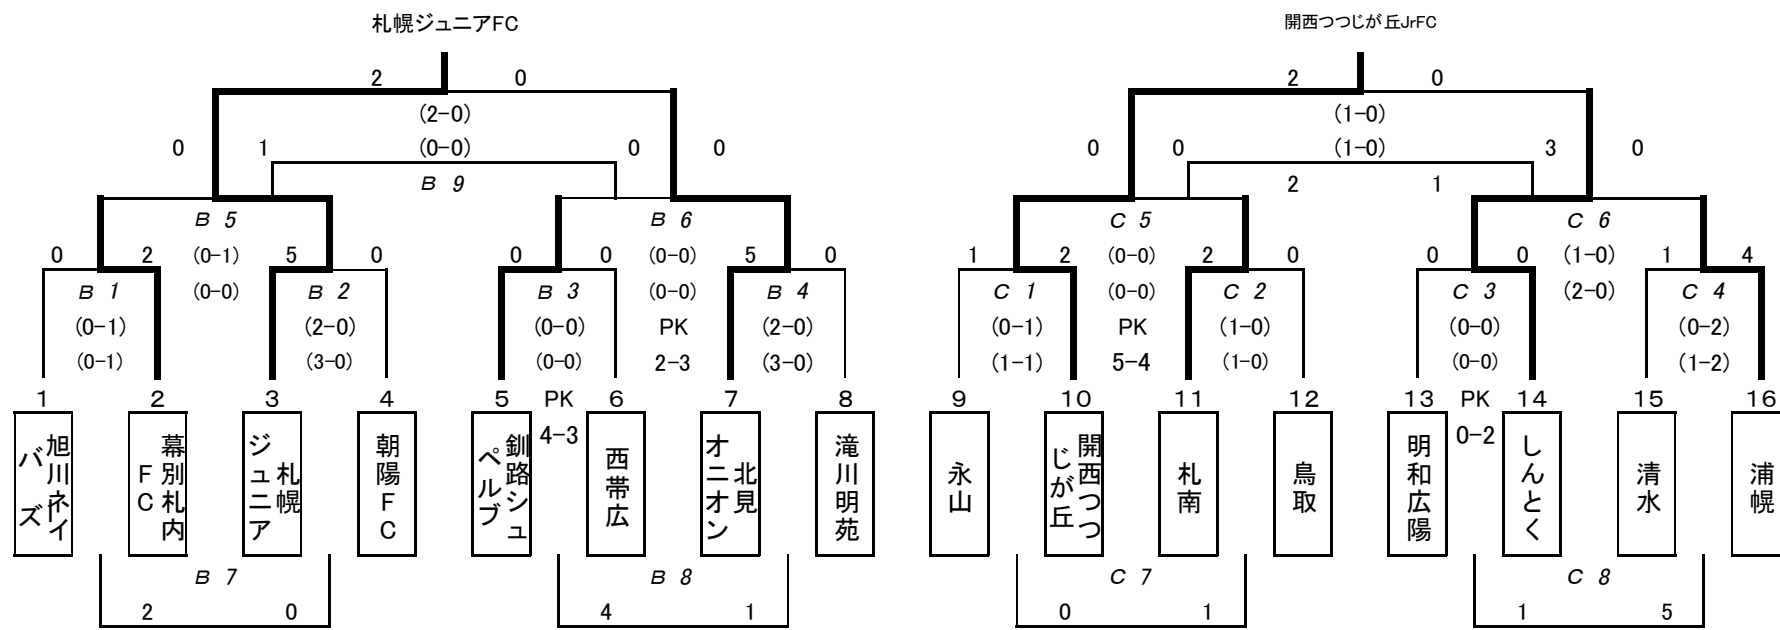 札幌ジュニアFC 開西つつじが丘JrFC
2 0 2 0
(2-0) (1-0)
0 1 (0-0) 0 0 0 0 (1-0) 3 0
B 9 2 1
B 5 B 6 C 5 C 6
0 2 (0-1) 5 0 0 0 (0-0) 5 0 1 2 (0-0) 2 0 0 0 (1-0) 1 4
B 1 (0-0) B 2 B 3 (0-0) B 4 C 1 (0-0) C 2 C 3 (2-0) C 4
(0-1) (2-0) (0-0) PK (2-0) (0-1) PK (1-0) (0-0) (0-2)
(0-1) (3-0) (0-0) 2-3 (3-0) (1-1) 5-4 (1-0) (0-0) (1-2)
1 2 3 4 5 PK 6 7 8 9 10 11 12 13 PK 14 15 16
4-3 0-2
旭川ネイ
バーズ
幕別札内
FC
札幌
ジュニア
朝陽FC
釧路シュ
ペルブ
西帯広
北見
オニオン
滝川明苑
永山
開西つつ
じが丘
札南
鳥取
明和広陽
しんとく
清水
浦幌
B 7 B 8 C 7 C 8
2 0 4 1 0 1 1 5